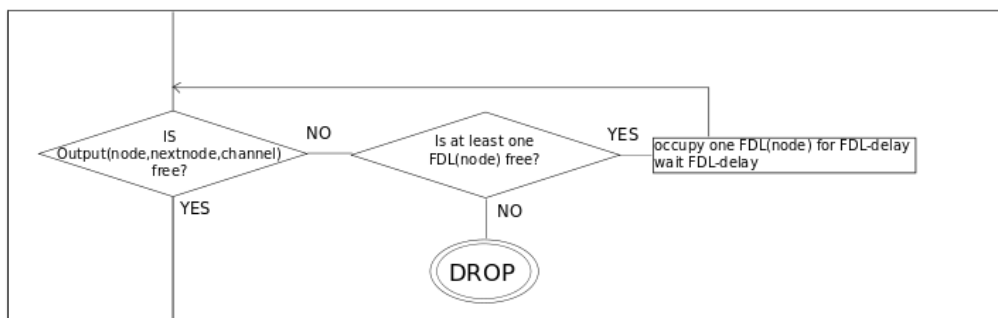 IS
Output(node,nextnode,channel)
free?
NO
Is at least one
FDL(node) free?
YES
occupy one FDL(node) for FDL-delay
wait FDL-delay
YES
NO
DROP